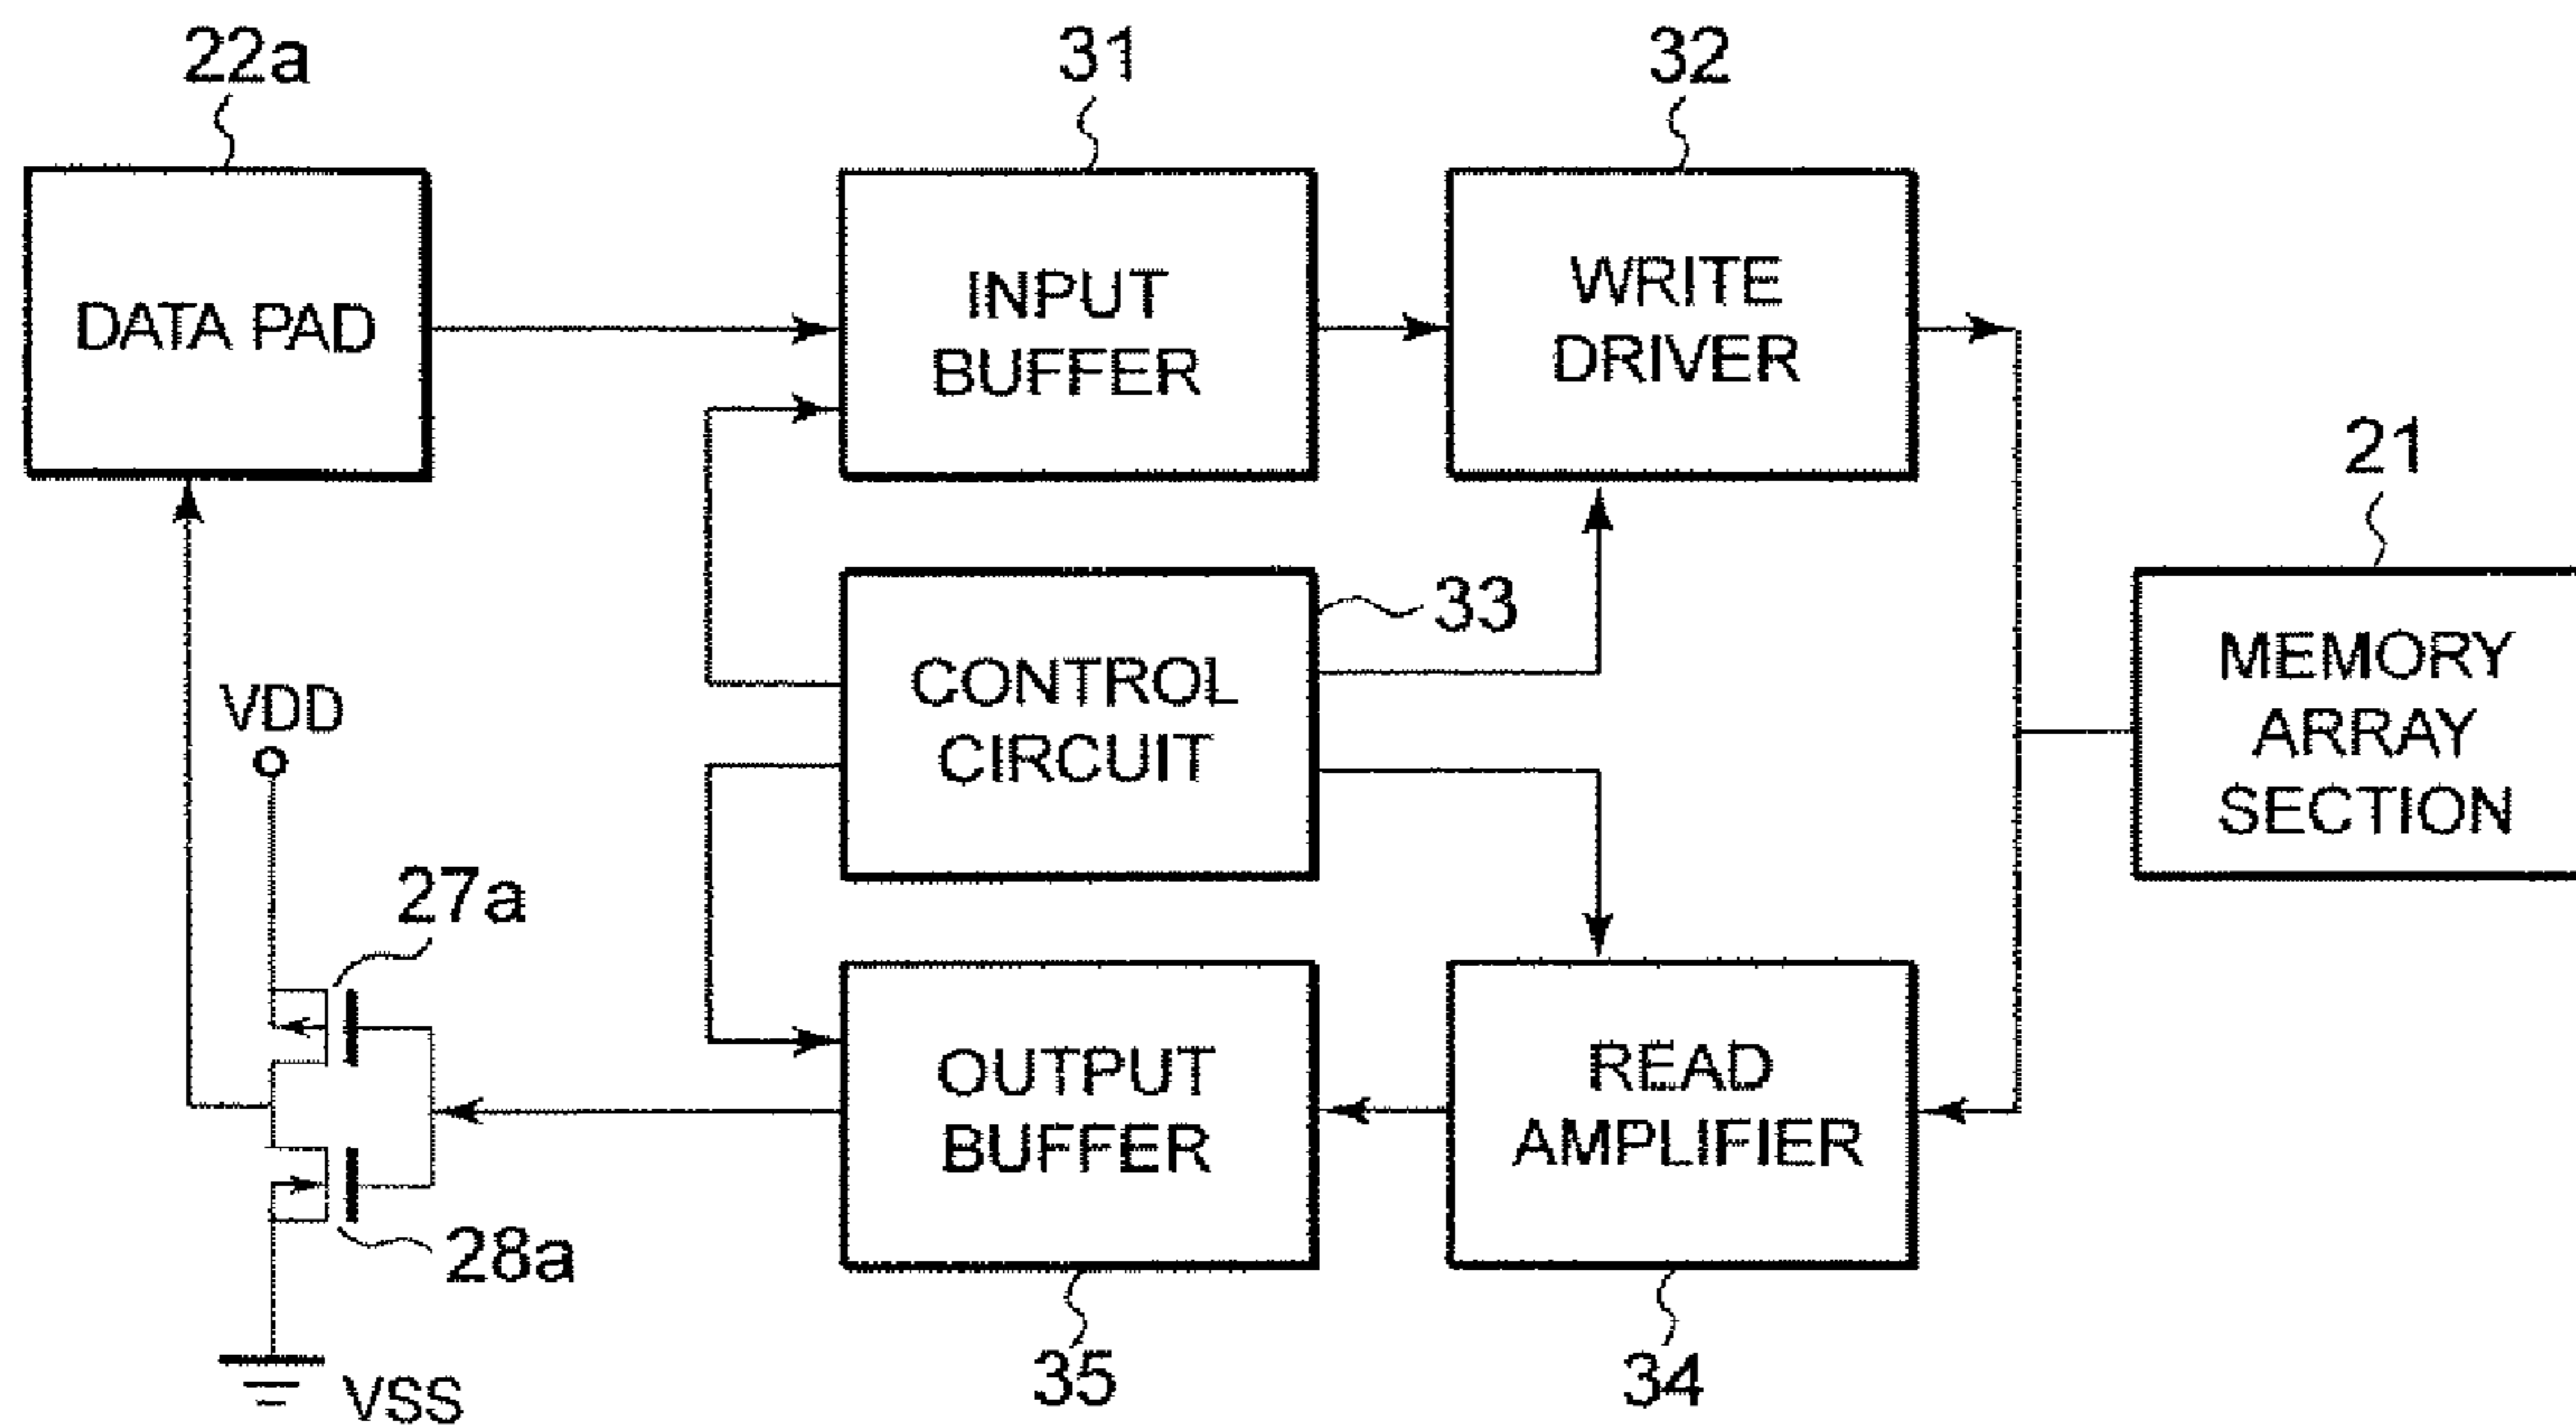 22a
31
32
DATA PAD
INPUT
BUFFER
WRITE
DRIVER
21
33
VDD
CONTROL
CIRCUIT
MEMORY
ARRAY
SECTION
27a
OUTPUT
BUFFER
READ
AMPLIFIER
28a
35
34
VSS